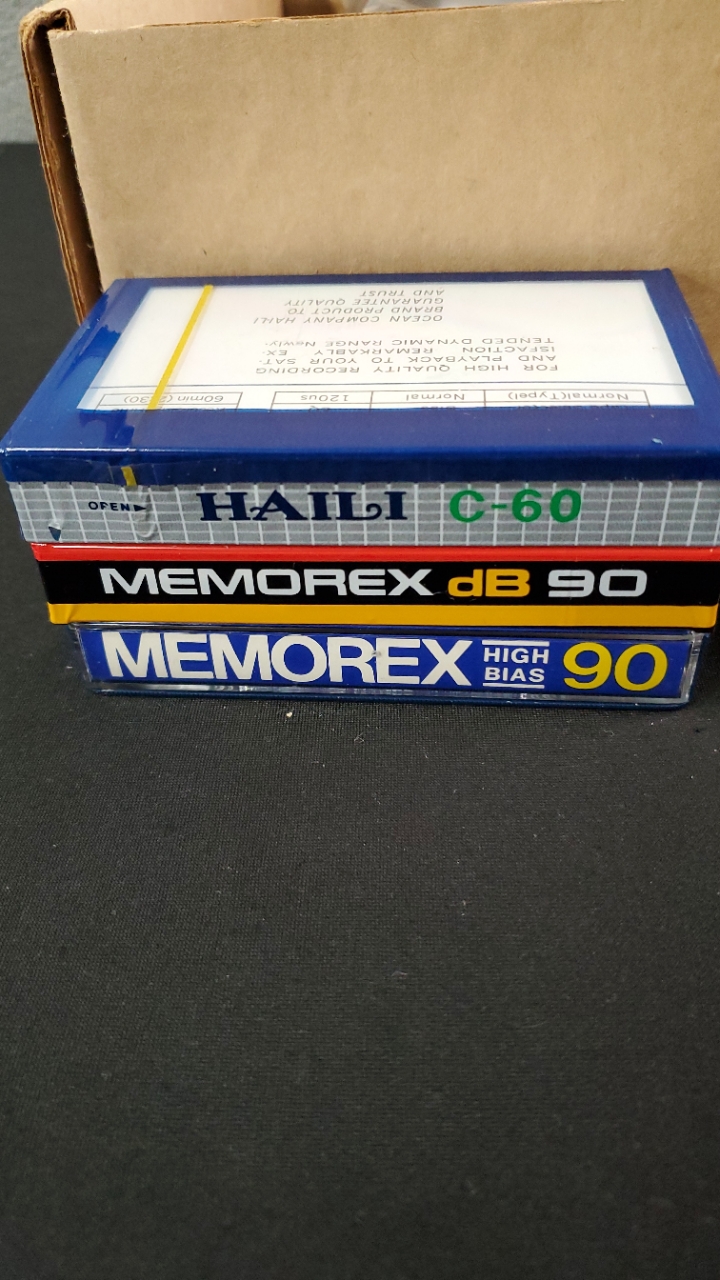 AND TRUST
GUARANTEE QUALITY
BRAND PRODUCT TO
OCEAN COMPANY HAILI
TENDED DYNAMIC RANGE Newly-
ISFACTION REMARKABLY EX-
AND PLAYBACK TO YOUR SAT-
FOR HIGH QUALITY RECORDING
Normal(TypeI) Normal 120us 60min
OPEN HAILI C-60
MEMOREX dB 90
MEMOREX HIGH BIAS 90